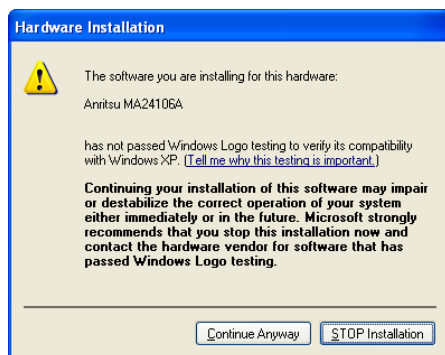 Hardware Installation
The software you are installing for this hardware:
Anritsu MA24106A
has not passed Windows Logo testing to verify its compatibility
with Windows XP. (Tell me why this testing is important.)
Continuing your installation of this software may impair
or destabilize the correct operation of your system
either immediately or in the future. Microsoft strongly
recommends that you stop this installation now and
contact the hardware vendor for software that has
passed Windows Logo testing.
Continue Anyway
STOP Installation